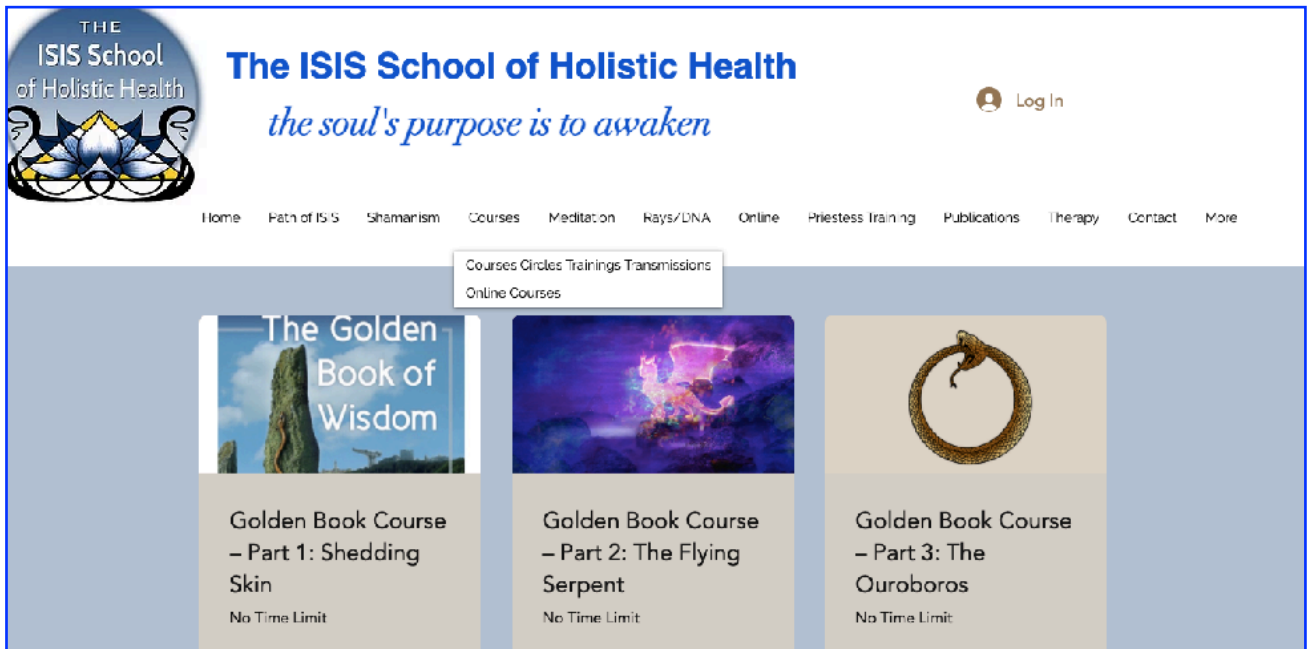 THE
ISIS School
of Holistic Health
The ISIS School of Holistic Health
the soul's purpose is to awaken
Log In
Home Path of ISIS Shamanism Courses Meditation Rays/DNA Online Priestess Training Publications Therapy Contact More
Courses Circles Trainings Transmissions
Online Courses
The Golden
Book of
Wisdom
Golden Book Course
– Part 1: Shedding
Skin
No Time Limit
Golden Book Course
– Part 2: The Flying
Serpent
No Time Limit
Golden Book Course
– Part 3: The
Ouroboros
No Time Limit